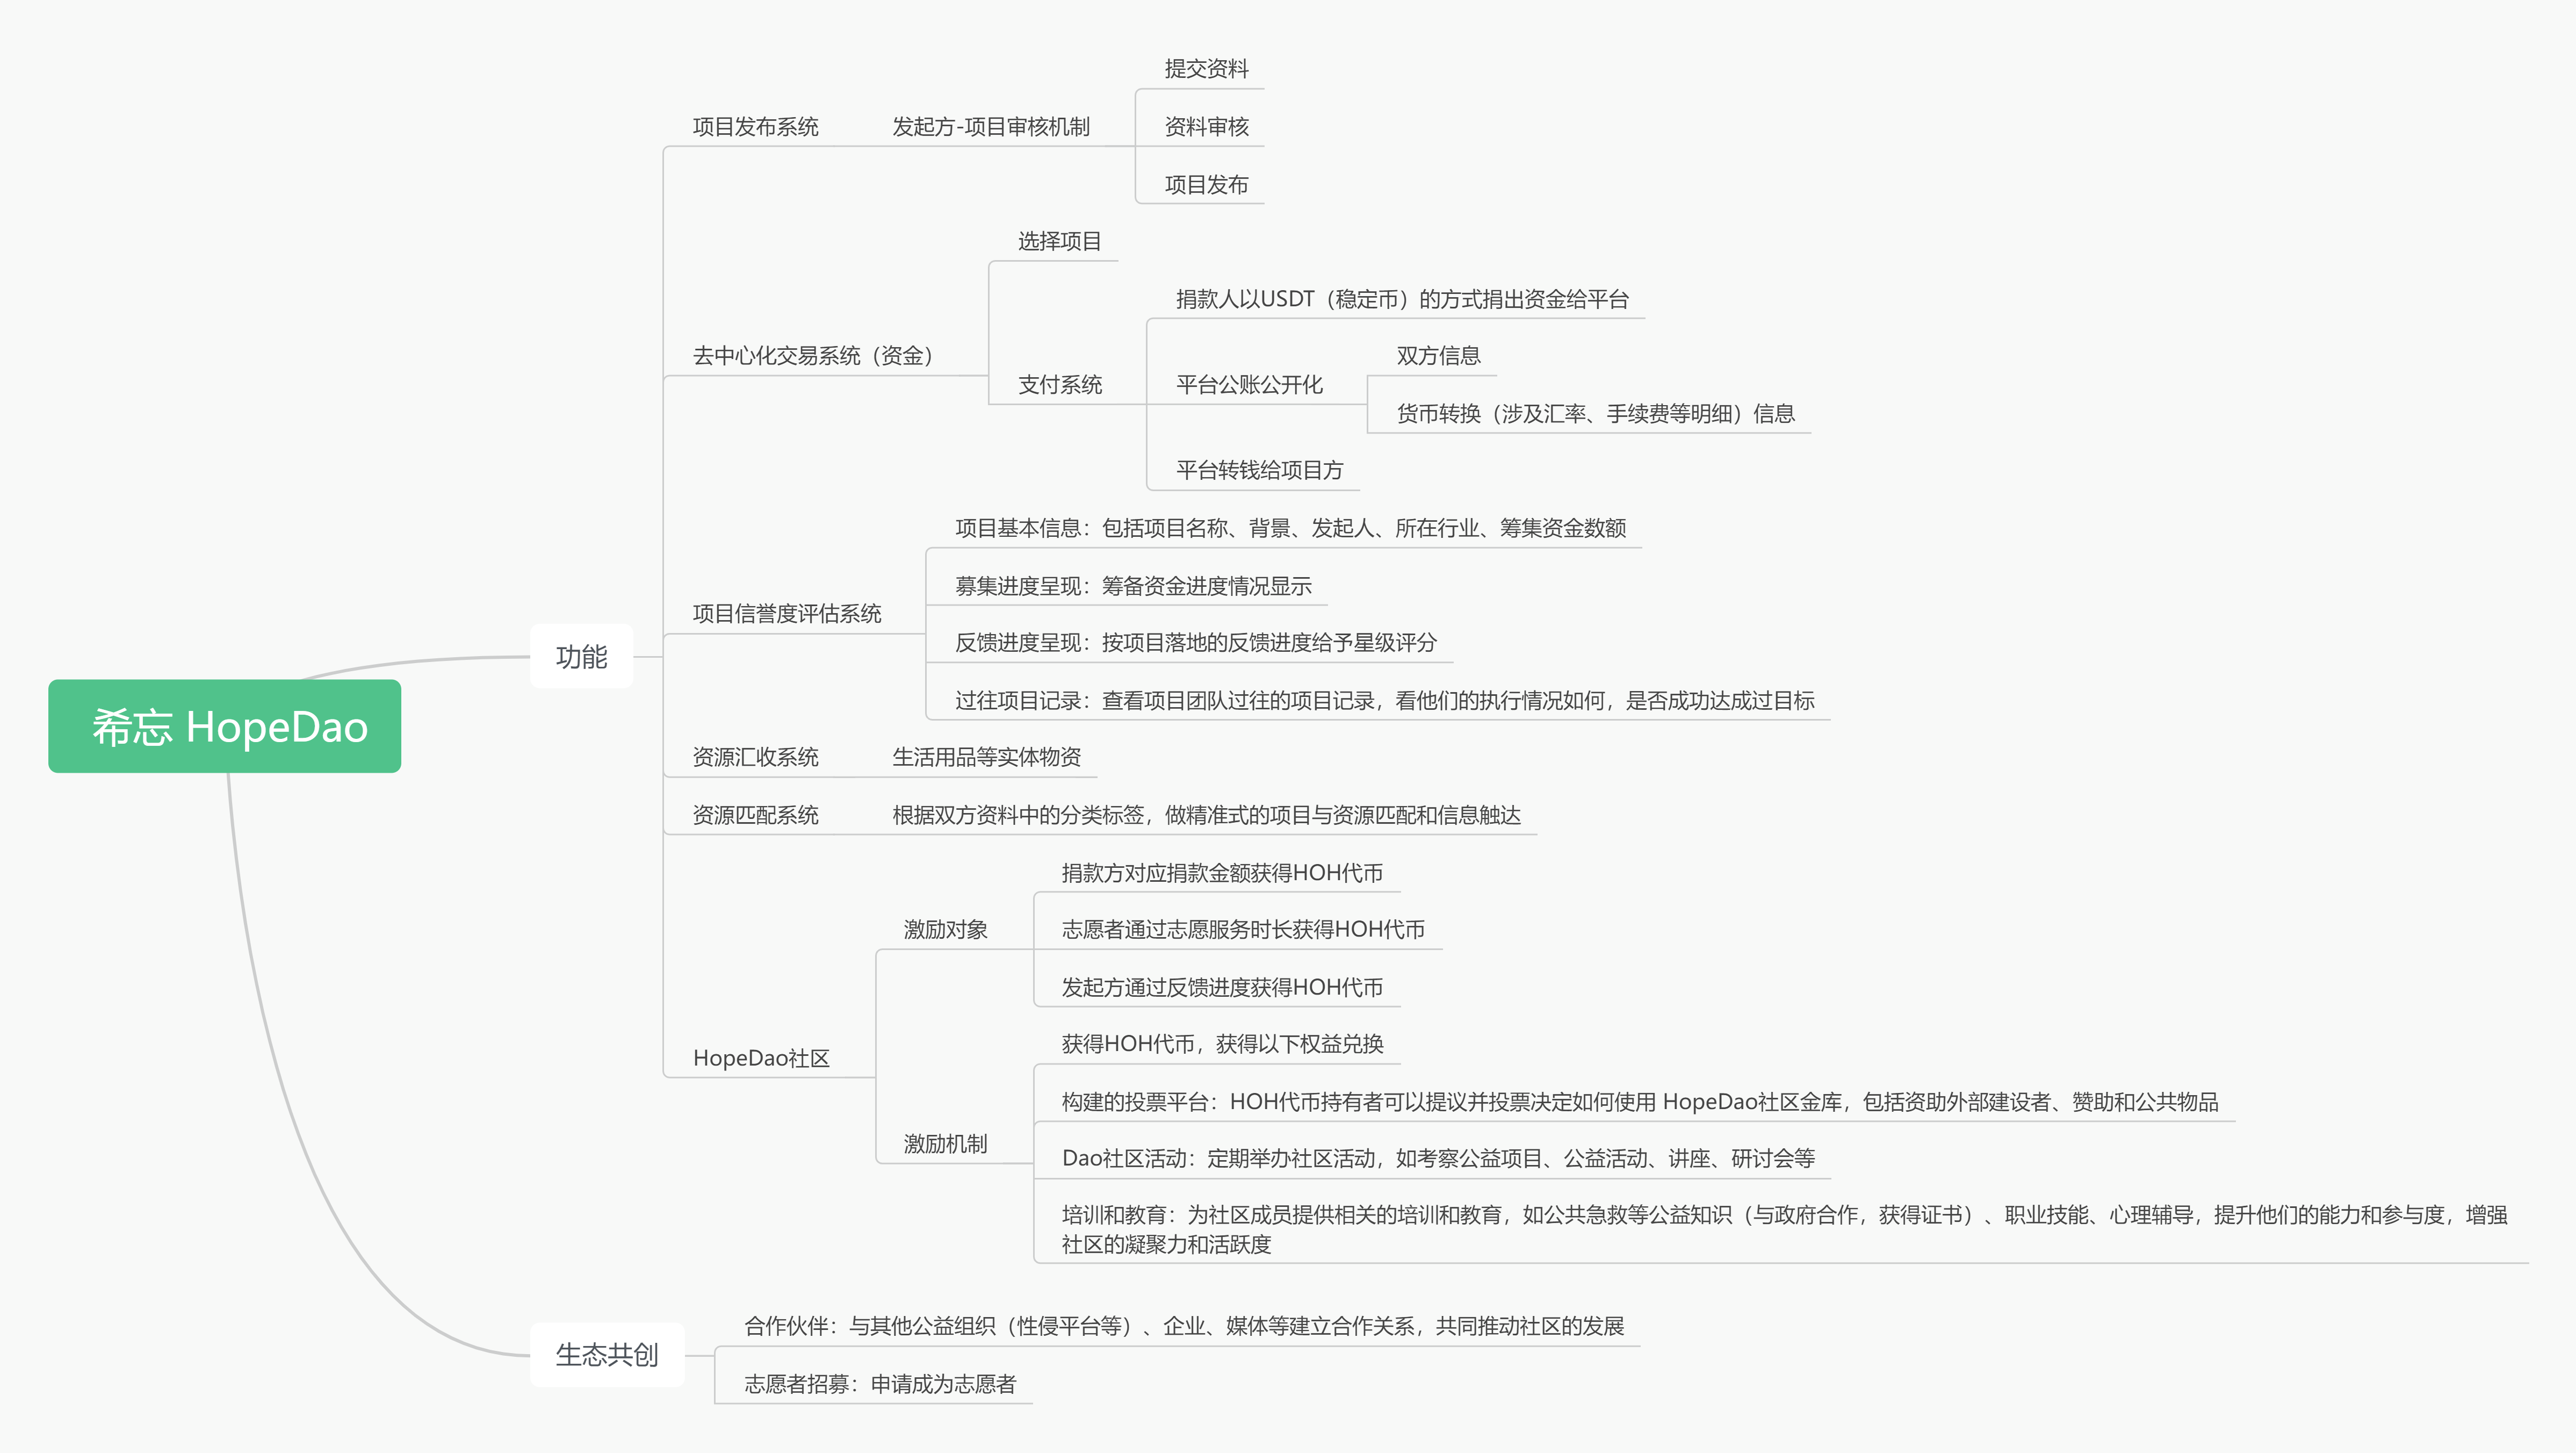 提交资料
项目发布系统
发起方-项目审核机制
资料审核
项目发布
选择项目
捐款人以USDT（稳定币）的方式捐出资金给平台
去中心化交易系统（资金）
双方信息
支付系统
平台公账公开化
货币转换（涉及汇率、手续费等明细）信息
平台转钱给项目方
项目基本信息：包括项目名称、背景、发起人、所在行业、筹集资金数额
募集进度呈现：筹备资金进度情况显示
项目信誉度评估系统
反馈进度呈现：按项目落地的反馈进度给予星级评分
功能
过往项目记录：查看项目团队过往的项目记录，看他们的执行情况如何，是否成功达成过目标
希忘 HopeDao
资源汇收系统
生活用品等实体物资
资源匹配系统
根据双方资料中的分类标签，做精准式的项目与资源匹配和信息触达
捐款方对应捐款金额获得HOH代币
激励对象
志愿者通过志愿服务时长获得HOH代币
发起方通过反馈进度获得HOH代币
HopeDao社区
获得HOH代币，获得以下权益兑换
构建的投票平台：HOH代币持有者可以提议并投票决定如何使用 HopeDao社区金库，包括资助外部建设者、赞助和公共物品
激励机制
Dao社区活动：定期举办社区活动，如考察公益项目、公益活动、讲座、研讨会等
培训和教育：为社区成员提供相关的培训和教育，如公共急救等公益知识（与政府合作，获得证书）、职业技能、心理辅导，提升他们的能力和参与度，增强
社区的凝聚力和活跃度
合作伙伴：与其他公益组织（性侵平台等）、企业、媒体等建立合作关系，共同推动社区的发展
生态共创
志愿者招募：申请成为志愿者